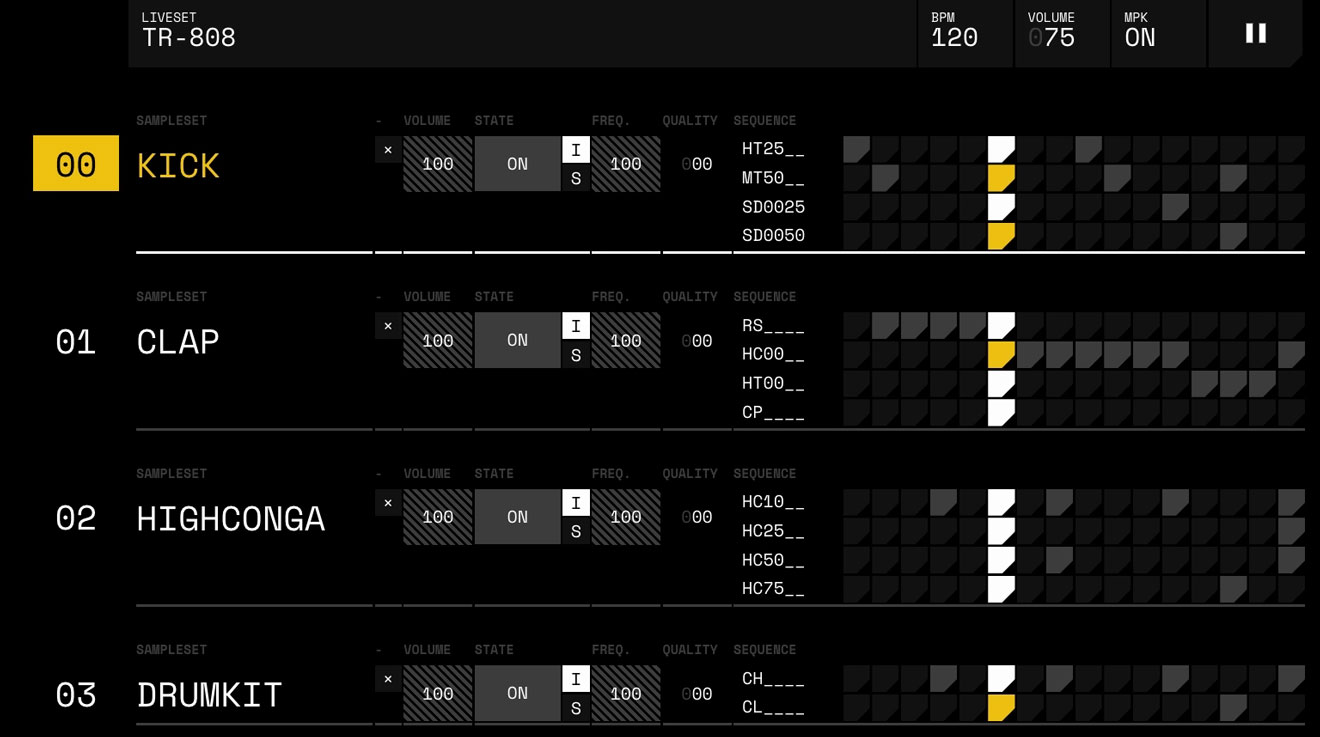 LIVESET BPM VOLUME MPK
TR-808 120 075 ON
SAMPLESET - VOLUME STATE FREQ. QUALITY SEQUENCE
00 KICK × 100 ON I 100 000 HT25__
S MT50__
SD0025
SD0050
SAMPLESET - VOLUME STATE FREQ. QUALITY SEQUENCE
01 CLAP × 100 ON I 100 000 RS____
S HC00__
HT00__
CP____
SAMPLESET - VOLUME STATE FREQ. QUALITY SEQUENCE
02 HIGHCONGA × 100 ON I 100 000 HC10__
S HC25__
HC50__
HC75__
SAMPLESET - VOLUME STATE FREQ. QUALITY SEQUENCE
03 DRUMKIT × 100 ON I 100 000 CH____
S CL____